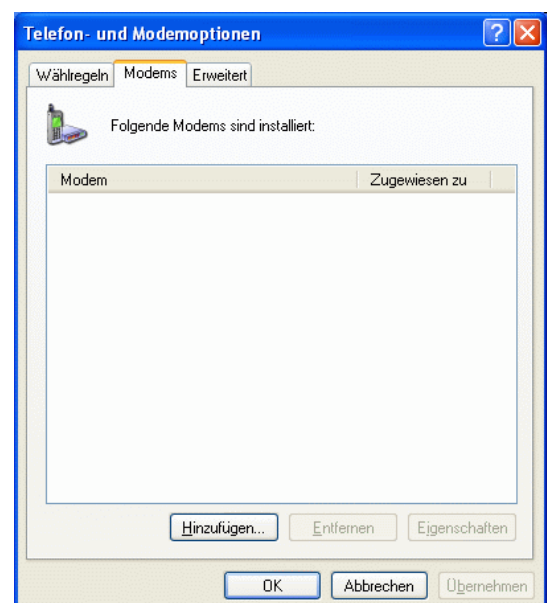 Telefon- und Modemoptionen
Wählregeln Modems Erweitert
Folgende Modems sind installiert:
Modem Zugewiesen zu
Hinzufügen... Entfernen Eigenschaften
OK Abbrechen Übernehmen